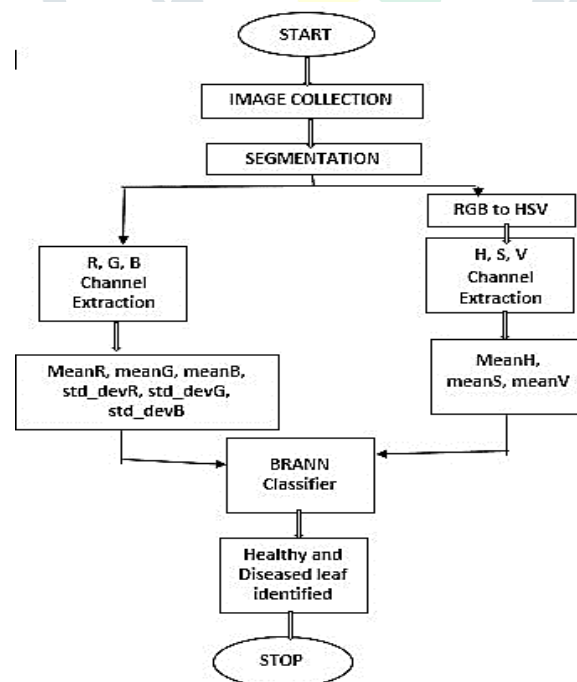 START
IMAGE COLLECTION
SEGMENTATION
RGB to HSV
R, G, B
Channel
Extraction
H, S, V
Channel
Extraction
MeanR, meanG, meanB,
std_devR, std_devG,
std_devB
MeanH,
meanS, meanV
BRANN
Classifier
Healthy and
Diseased leaf
identified
STOP